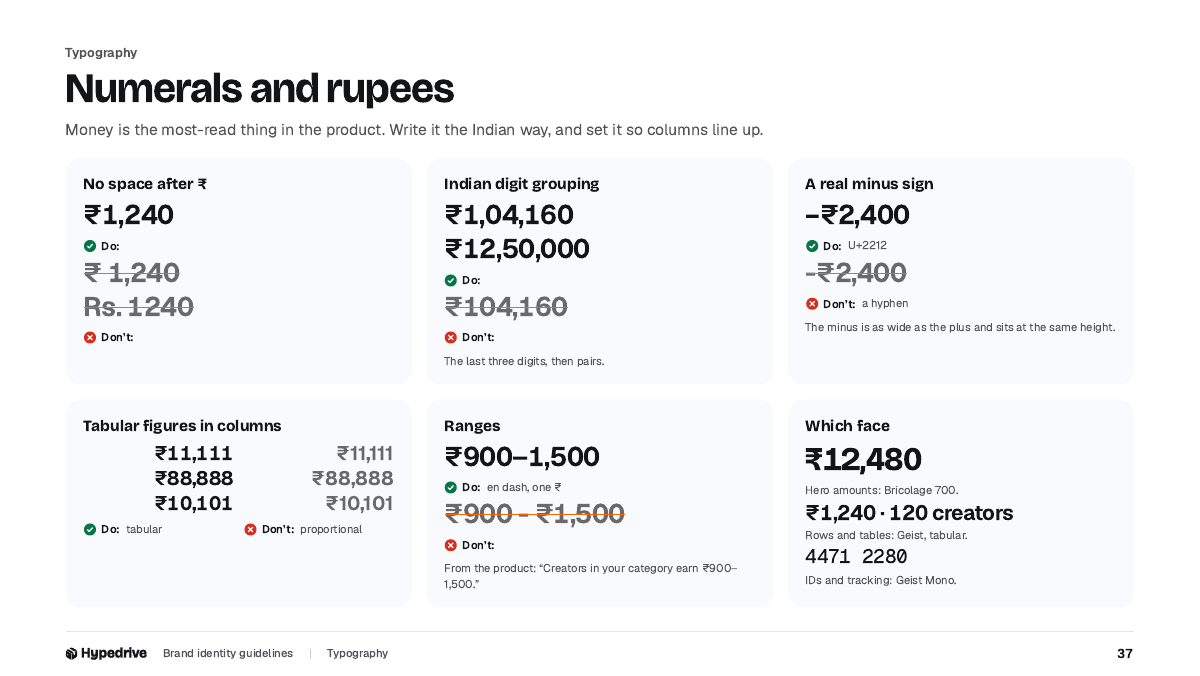 Typography
Numerals and rupees
Money is the most-read thing in the product. Write it the Indian way, and set it so columns line up.
No space after ₹
₹1,240
Do:
₹ 1,240
Rs. 1240
Don't:
Indian digit grouping
₹1,04,160
₹12,50,000
Do:
₹104,160
Don't:
The last three digits, then pairs.
A real minus sign
−₹2,400
Do: U+2212
-₹2,400
Don't: a hyphen
The minus is as wide as the plus and sits at the same height.
Tabular figures in columns
₹11,111 ₹11,111
₹88,888 ₹88,888
₹10,101 ₹10,101
Do: tabular Don't: proportional
Ranges
₹900–1,500
Do: en dash, one ₹
₹900 - ₹1,500
Don't:
From the product: “Creators in your category earn ₹900–
1,500.”
Which face
₹12,480
Hero amounts: Bricolage 700.
₹1,240 · 120 creators
Rows and tables: Geist, tabular.
4471 2280
IDs and tracking: Geist Mono.
Hypedrive Brand identity guidelines | Typography 37